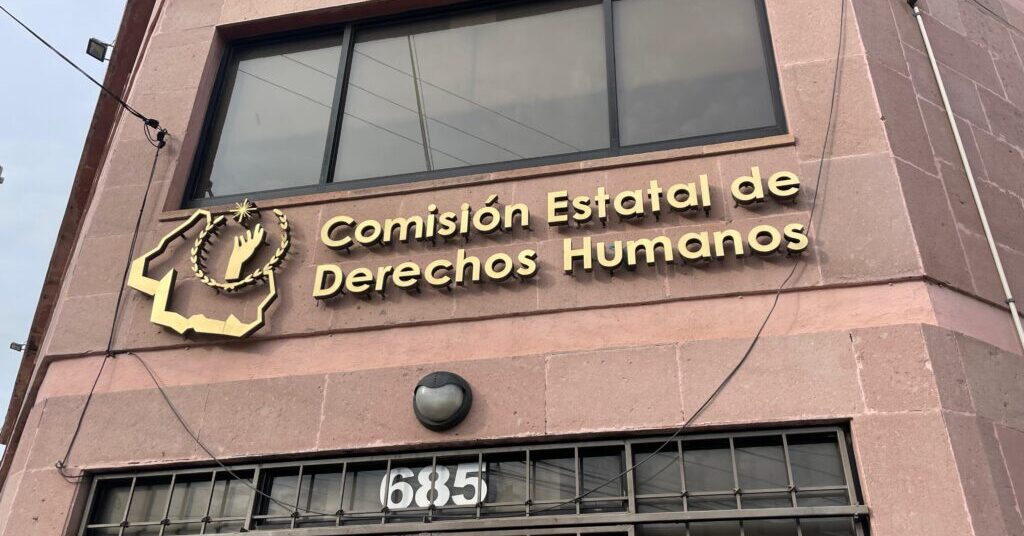 Comisión Estatal de
Derechos Humanos
685